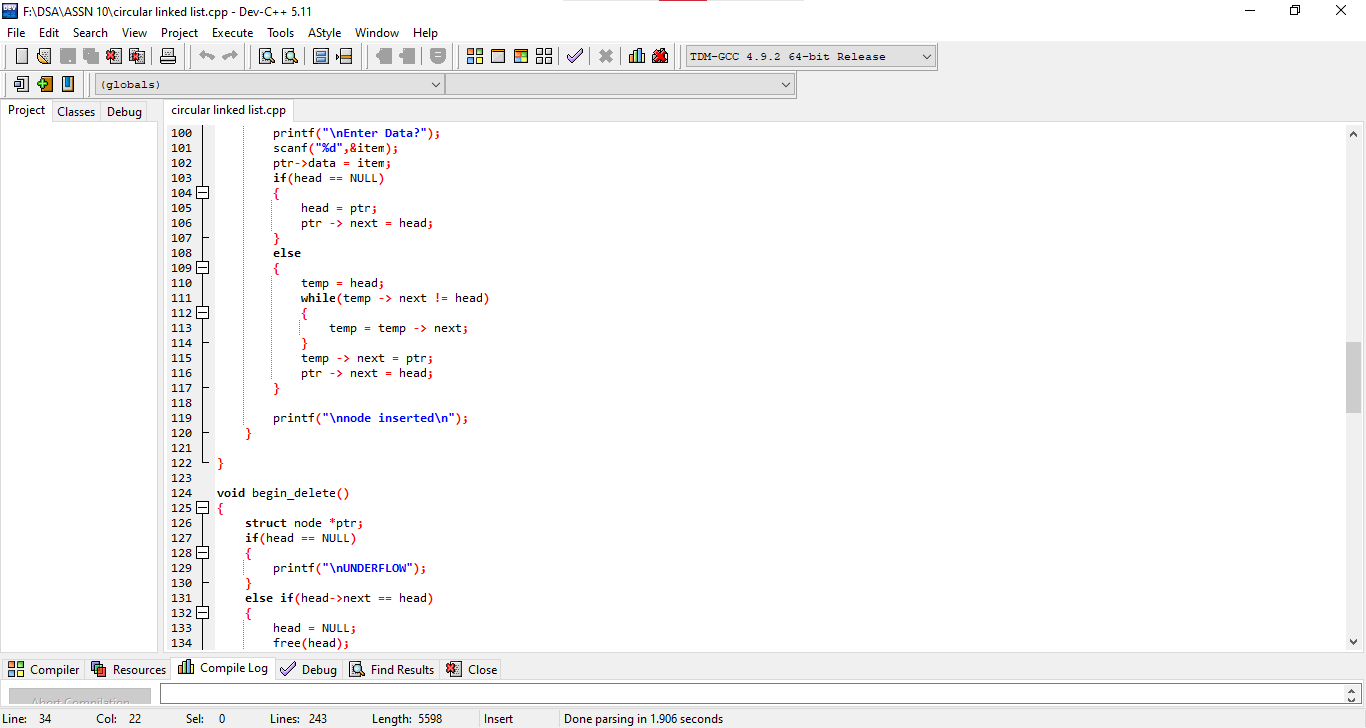 F:\DSA\ASSN 10\circular linked list.cpp - Dev-C++ 5.11
File Edit Search View Project Execute Tools AStyle Window Help
TDM-GCC 4.9.2 64-bit Release
(globals)
Project Classes Debug
circular linked list.cpp
100 printf("\nEnter Data?");
101 scanf("%d",&item);
102 ptr->data = item;
103 if(head == NULL)
104 {
105 head = ptr;
106 ptr -> next = head;
107 }
108 else
109 {
110 temp = head;
111 while(temp -> next != head)
112 {
113 temp = temp -> next;
114 }
115 temp -> next = ptr;
116 ptr -> next = head;
117 }
118
119 printf("\nnode inserted\n");
120 }
121
122 }
123
124 void begin_delete()
125 {
126 struct node *ptr;
127 if(head == NULL)
128 {
129 printf("\nUNDERFLOW");
130 }
131 else if(head->next == head)
132 {
133 head = NULL;
134 free(head);
Compiler Resources Compile Log Debug Find Results Close
Abort Compilation
Line: 34 Col: 22 Sel: 0 Lines: 243 Length: 5598 Insert Done parsing in 1.906 seconds